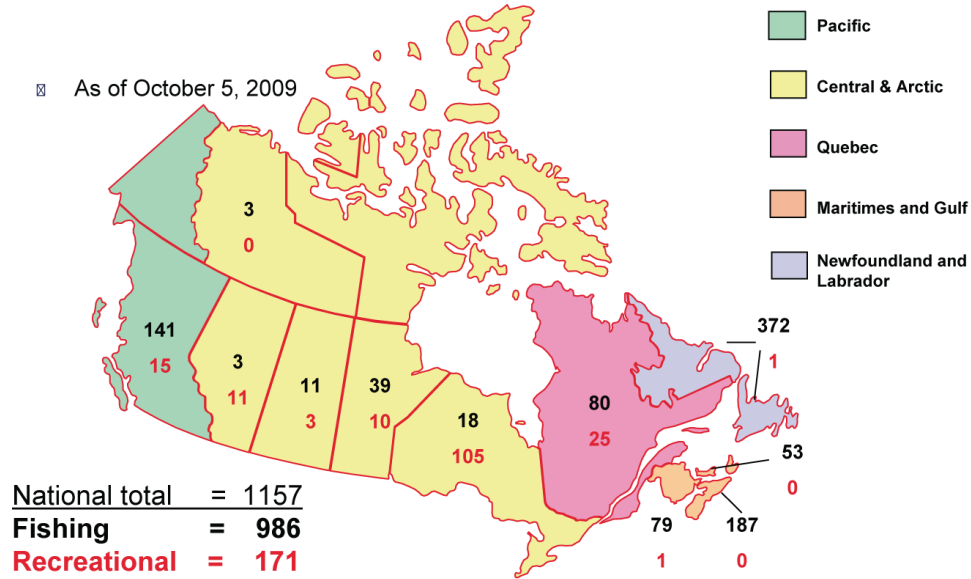 Pacific
As of October 5, 2009
Central & Arctic
Quebec
Maritimes and Gulf
Newfoundland and
Labrador
3
0
141
15
3
11
11
3
39
10
18
105
80
25
372
1
53
0
79
1
187
0
National total = 1157
Fishing = 986
Recreational = 171